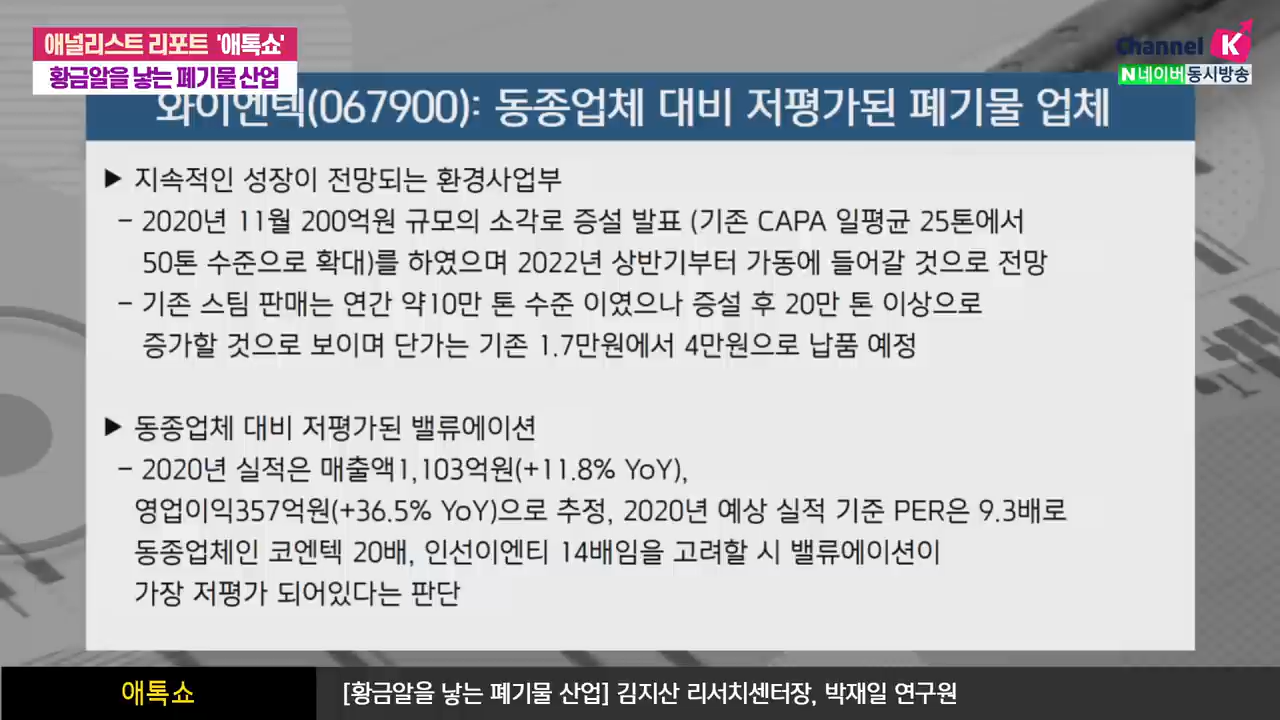 애널리스트 리포트 '애톡쇼'
황금알을 낳는 폐기물 산업
Channel K
N 네이버 동시방송
와이엔텍(067900): 동종업체 대비 저평가된 폐기물 업체
▶ 지속적인 성장이 전망되는 환경사업부
– 2020년 11월 200억원 규모의 소각로 증설 발표 (기존 CAPA 일평균 25톤에서
50톤 수준으로 확대)를 하였으며 2022년 상반기부터 가동에 들어갈 것으로 전망
– 기존 스팀 판매는 연간 약10만 톤 수준 이였으나 증설 후 20만 톤 이상으로
증가할 것으로 보이며 단가는 기존 1.7만원에서 4만원으로 납품 예정
▶ 동종업체 대비 저평가된 밸류에이션
– 2020년 실적은 매출액1,103억원(+11.8% YoY),
영업이익357억원(+36.5% YoY)으로 추정, 2020년 예상 실적 기준 PER은 9.3배로
동종업체인 코엔텍 20배, 인선이엔티 14배임을 고려할 시 밸류에이션이
가장 저평가 되어있다는 판단
애톡쇼
[황금알을 낳는 폐기물 산업] 김지산 리서치센터장, 박재일 연구원